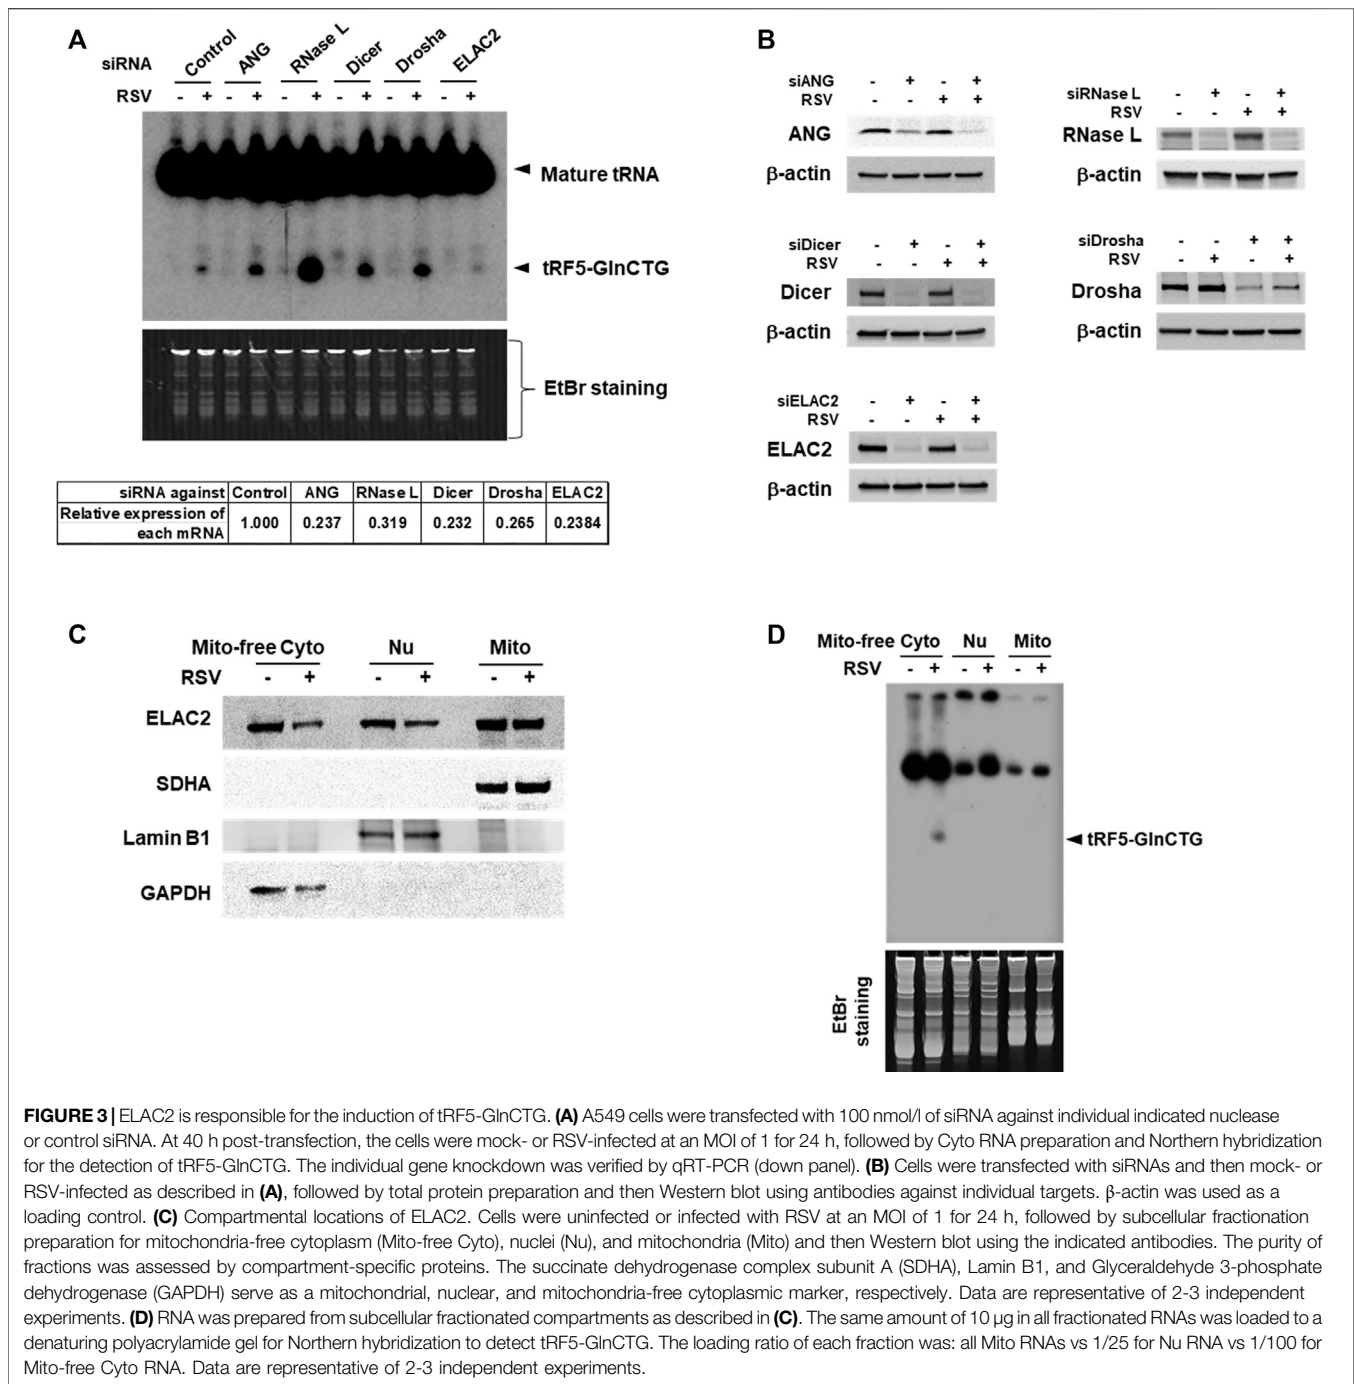 A
siRNA Control ANG RNase L Dicer Drosha ELAC2
RSV - + - + - + - + - + - +
Mature tRNA
tRF5-GlnCTG
EtBr staining
siRNA against Control ANG RNase L Dicer Drosha ELAC2
Relative expression of
each mRNA 1.000 0.237 0.319 0.232 0.265 0.2384
B
siANG - + - +
RSV - - + +
ANG
β-actin
siRNase L - + - +
RSV - - + +
RNase L
β-actin
siDicer - + - +
RSV - - + +
Dicer
β-actin
siDrosha - - + +
RSV - + - +
Drosha
β-actin
siELAC2 - + - +
RSV - - + +
ELAC2
β-actin
C
Mito-free Cyto Nu Mito
RSV - + - + - +
ELAC2
SDHA
Lamin B1
GAPDH
D
Mito-free Cyto Nu Mito
RSV - + - + - +
tRF5-GlnCTG
EtBr
staining
FIGURE 3 | ELAC2 is responsible for the induction of tRF5-GlnCTG. (A) A549 cells were transfected with 100 nmol/l of siRNA against individual indicated nuclease
or control siRNA. At 40 h post-transfection, the cells were mock- or RSV-infected at an MOI of 1 for 24 h, followed by Cyto RNA preparation and Northern hybridization
for the detection of tRF5-GlnCTG. The individual gene knockdown was verified by qRT-PCR (down panel). (B) Cells were transfected with siRNAs and then mock- or
RSV-infected as described in (A), followed by total protein preparation and then Western blot using antibodies against individual targets. β-actin was used as a
loading control. (C) Compartmental locations of ELAC2. Cells were uninfected or infected with RSV at an MOI of 1 for 24 h, followed by subcellular fractionation
preparation for mitochondria-free cytoplasm (Mito-free Cyto), nuclei (Nu), and mitochondria (Mito) and then Western blot using the indicated antibodies. The purity of
fractions was assessed by compartment-specific proteins. The succinate dehydrogenase complex subunit A (SDHA), Lamin B1, and Glyceraldehyde 3-phosphate
dehydrogenase (GAPDH) serve as a mitochondrial, nuclear, and mitochondria-free cytoplasmic marker, respectively. Data are representative of 2-3 independent
experiments. (D) RNA was prepared from subcellular fractionated compartments as described in (C). The same amount of 10 μg in all fractionated RNAs was loaded to a
denaturing polyacrylamide gel for Northern hybridization to detect tRF5-GlnCTG. The loading ratio of each fraction was: all Mito RNAs vs 1/25 for Nu RNA vs 1/100 for
Mito-free Cyto RNA. Data are representative of 2-3 independent experiments.